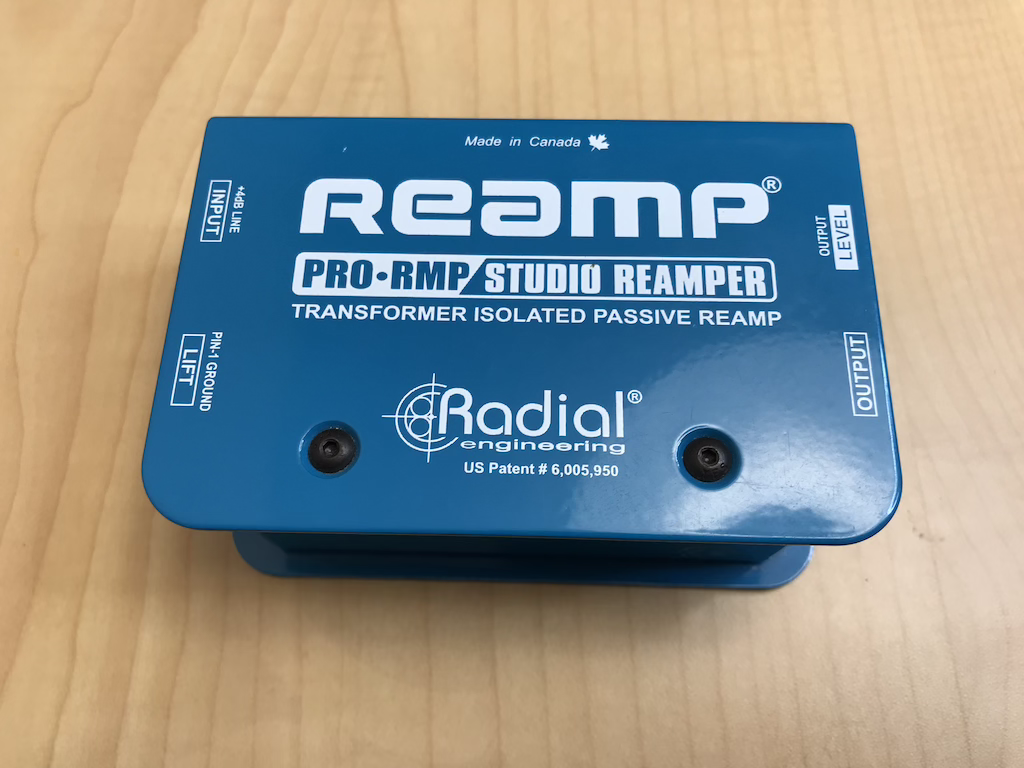 Made in Canada
REAMP®
PRO•RMP/STUDIO REAMPER
TRANSFORMER ISOLATED PASSIVE REAMP
+4dB LINE
INPUT
PIN-1 GROUND
LIFT
OUTPUT
LEVEL
OUTPUT
Radial®
engineering
US Patent # 6,005,950